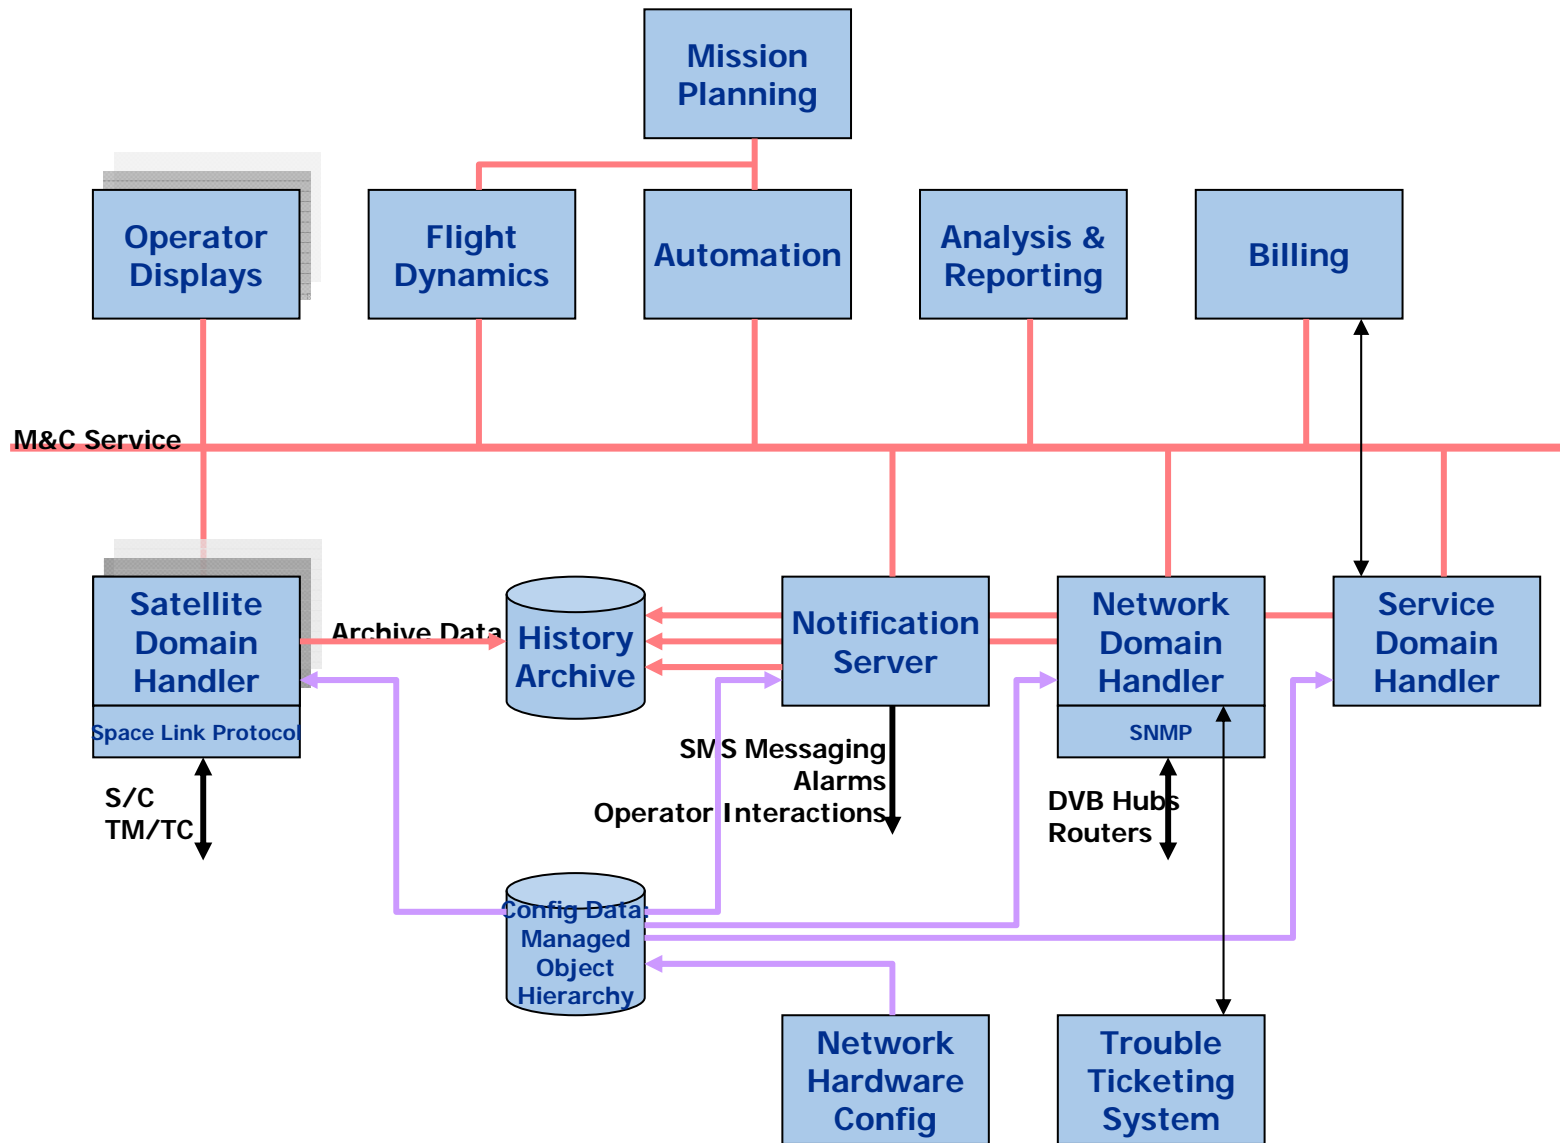 Mission
Planning
Operator
Displays
Flight
Dynamics
Automation
Analysis &
Reporting
Billing
M&C Service
Satellite
Domain
Handler
Space Link Protocol
Archive Data
History
Archive
Notification
Server
Network
Domain
Handler
SNMP
Service
Domain
Handler
S/C
TM/TC
SMS Messaging
Alarms
Operator Interactions
DVB Hubs
Routers
Config Data:
Managed
Object
Hierarchy
Network
Hardware
Config
Trouble
Ticketing
System